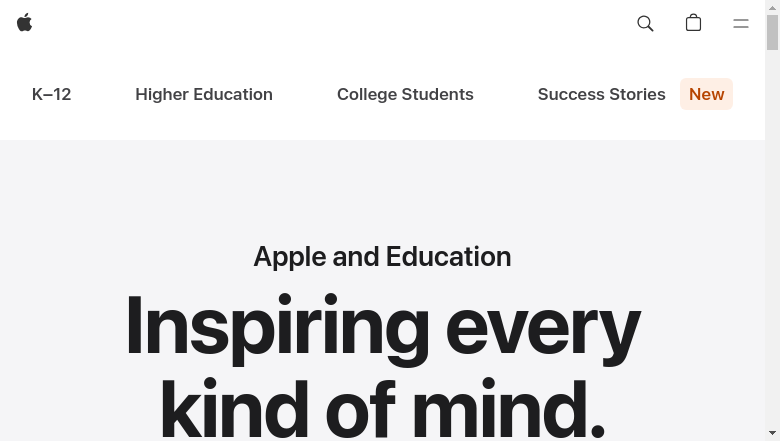 K–12
Higher Education
College Students
Success Stories New
Apple and Education
Inspiring every
kind of mind.